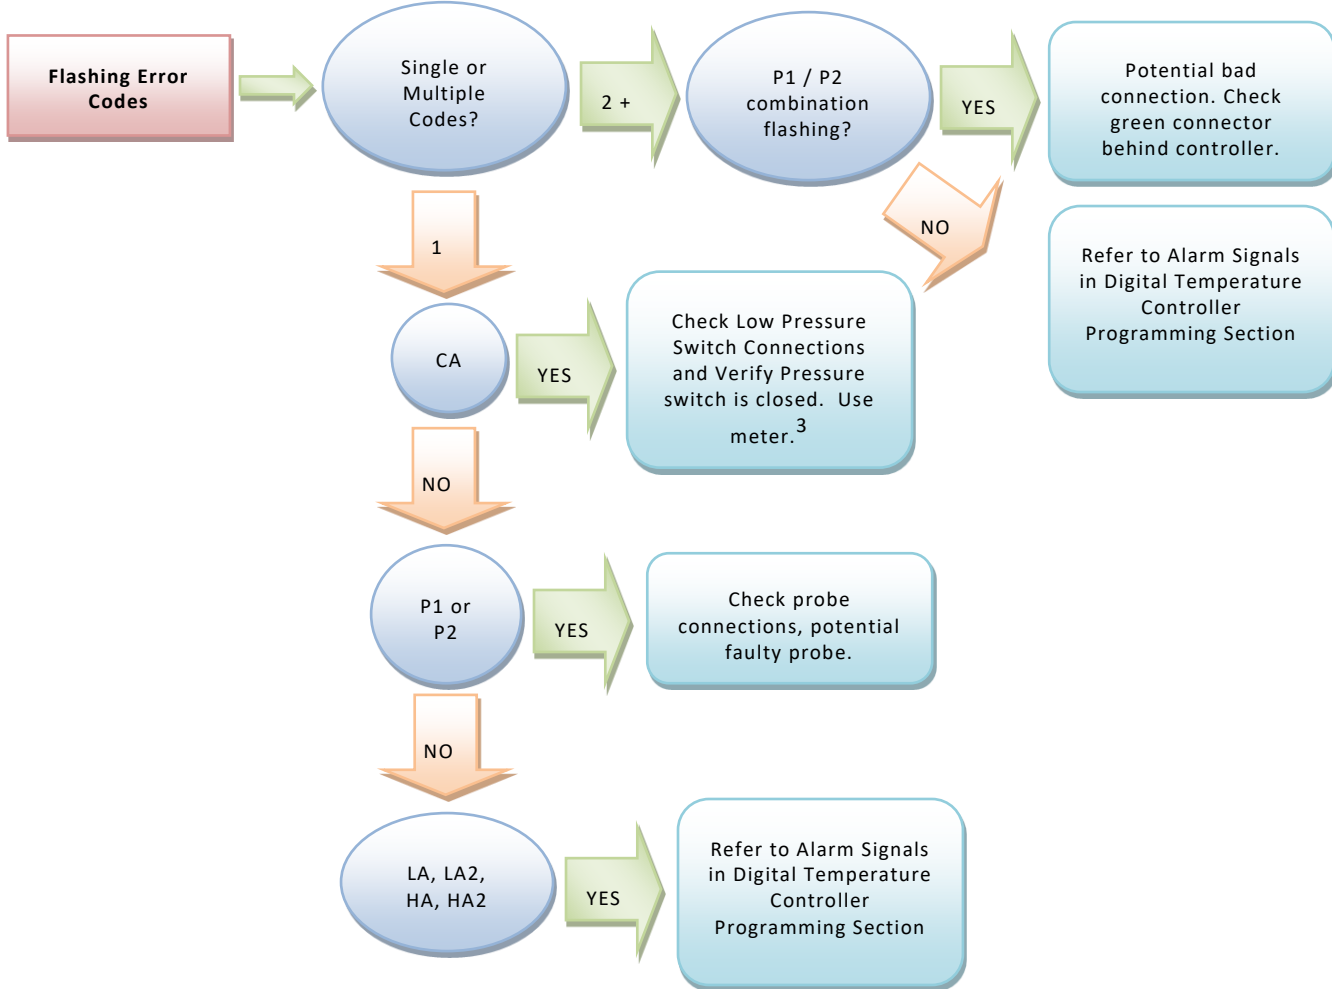 Flashing Error
Codes
Single or
Multiple
Codes?
2 +
P1 / P2
combination
flashing?
YES
Potential bad
connection. Check
green connector
behind controller.
NO
Refer to Alarm Signals
in Digital Temperature
Controller
Programming Section
1
CA
YES
Check Low Pressure
Switch Connections
and Verify Pressure
switch is closed.  Use
meter.3
NO
P1 or
P2
YES
Check probe
connections, potential
faulty probe.
NO
LA, LA2,
HA, HA2
YES
Refer to Alarm Signals
in Digital Temperature
Controller
Programming Section